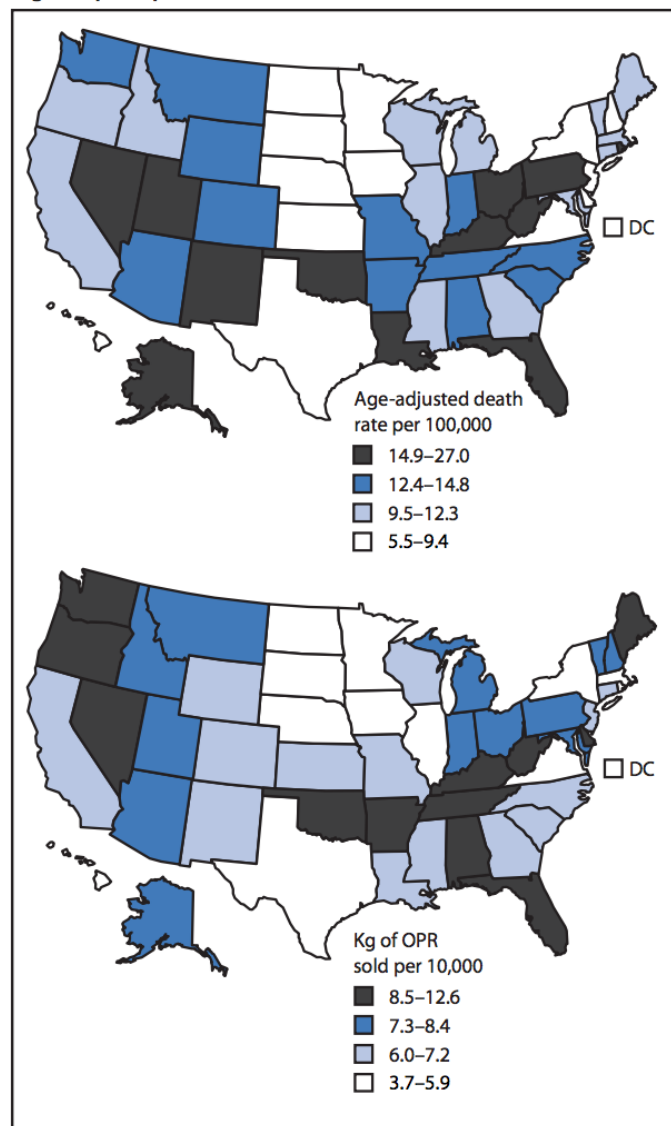 DC
Age-adjusted death
rate per 100,000
14.9–27.0
12.4–14.8
9.5–12.3
5.5–9.4
DC
Kg of OPR
sold per 10,000
8.5–12.6
7.3–8.4
6.0–7.2
3.7–5.9